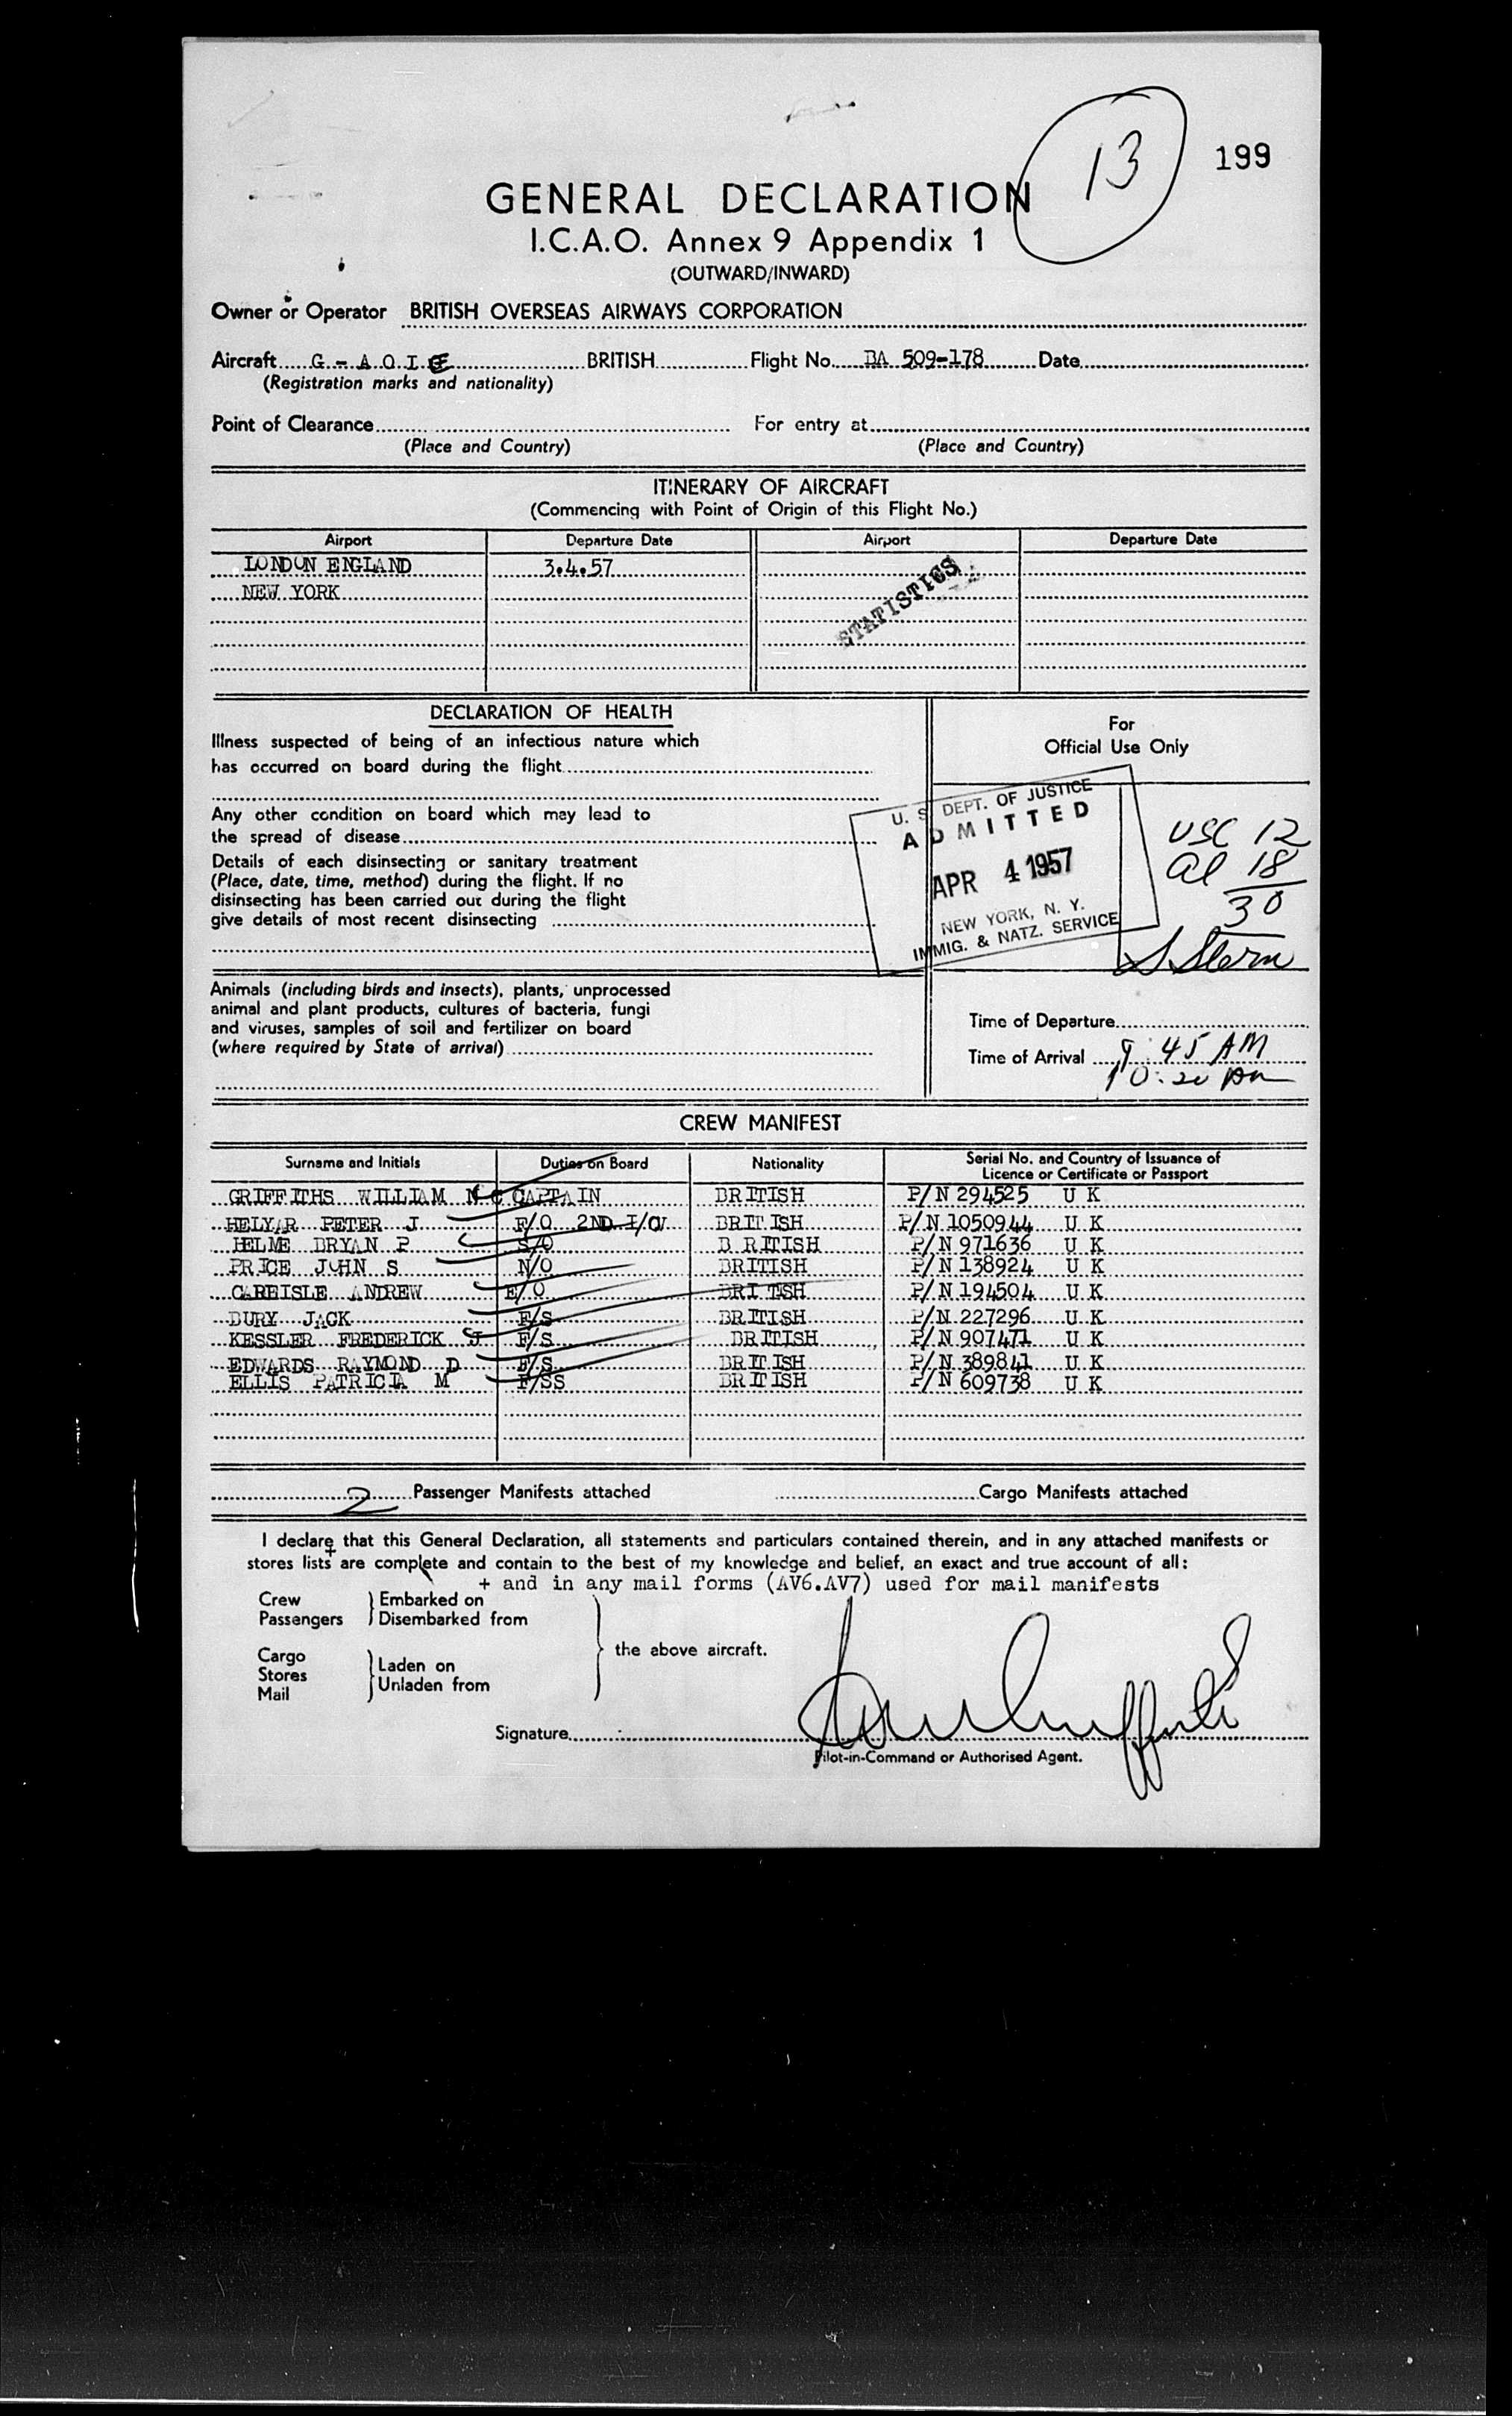 13
199
GENERAL DECLARATION
I.C.A.O. Annex 9 Appendix 1
(OUTWARD/INWARD)
Owner or Operator BRITISH OVERSEAS AIRWAYS CORPORATION
Aircraft G - A O I E BRITISH Flight No. BA 509-178 Date
(Registration marks and nationality)
Point of Clearance For entry at
(Place and Country) (Place and Country)
ITINERARY OF AIRCRAFT
(Commencing with Point of Origin of this Flight No.)
Airport Departure Date Airport Departure Date
LONDON ENGLAND 3.4.57
NEW YORK
STATISTICS
DECLARATION OF HEALTH
Illness suspected of being of an infectious nature which
has occurred on board during the flight
Any other condition on board which may lead to
the spread of disease
Details of each disinsecting or sanitary treatment
(Place, date, time, method) during the flight. If no
disinsecting has been carried out during the flight
give details of most recent disinsecting
For
Official Use Only
U. S. DEPT. OF JUSTICE
ADMITTED
APR 4 1957
NEW YORK, N. Y.
IMMIG. & NATZ. SERVICE
USC 12
al 18
30
S Stern
Animals (including birds and insects), plants, unprocessed
animal and plant products, cultures of bacteria, fungi
and viruses, samples of soil and fertilizer on board
(where required by State of arrival)
Time of Departure
Time of Arrival 9:45 AM
10:20 Am
CREW MANIFEST
Surname and Initials Duties on Board Nationality Serial No. and Country of Issuance of
Licence or Certificate or Passport
GRIFFITHS WILLIAM N C CAPTAIN BRITISH P/N 294525 U K
HELYAR PETER J F/O 2ND I/C BRITISH P/N 1050944 U K
HELME BRYAN P S/O BRITISH P/N 971636 U K
PRICE JOHN S N/O BRITISH P/N 138924 U K
CAREISLE ANDREW E/O BRITISH P/N 194504 U K
BURY JACK F/S BRITISH P/N 227296 U K
KESSLER FREDERICK J F/S BRITISH P/N 907471 U K
EDWARDS RAYMOND D F/S BRITISH P/N 389841 U K
ELLIS PATRICIA M F/SS BRITISH P/N 609738 U K
2 Passenger Manifests attached Cargo Manifests attached
I declare that this General Declaration, all statements and particulars contained therein, and in any attached manifests or
stores lists + are complete and contain to the best of my knowledge and belief, an exact and true account of all:
+ and in any mail forms (AV6.AV7) used for mail manifests
Crew Embarked on
Passengers Disembarked from
the above aircraft.
Cargo Laden on
Stores Unladen from
Mail
Signature
Pilot-in-Command or Authorised Agent.